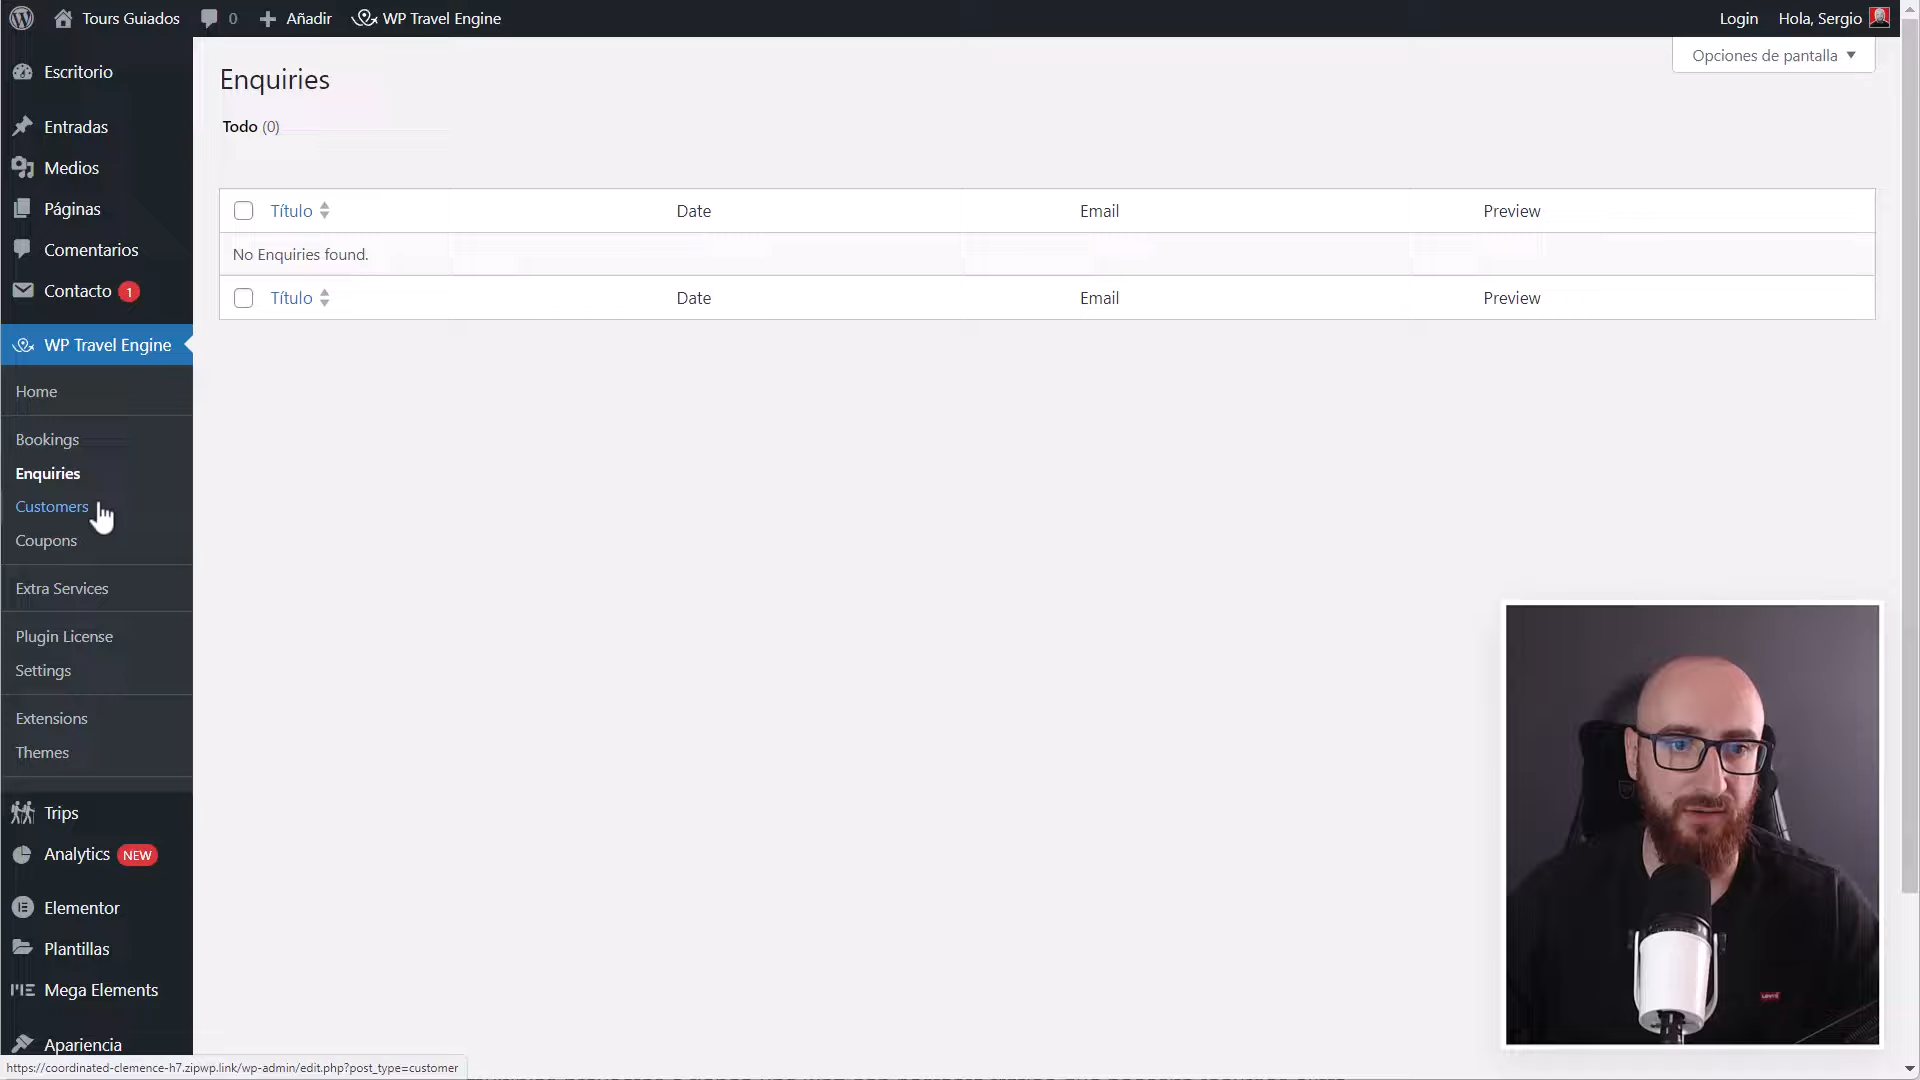 Tours Guiados
0
Añadir
WP Travel Engine
Login
Hola, Sergio
Escritorio
Entradas
Medios
Páginas
Comentarios
Contacto 1
WP Travel Engine
Home
Bookings
Enquiries
Customers
Coupons
Extra Services
Plugin License
Settings
Extensions
Themes
Trips
Analytics NEW
Elementor
Plantillas
Mega Elements
Apariencia
Opciones de pantalla
Enquiries
Todo (0)
Título Date Email Preview
No Enquiries found.
Título Date Email Preview
Levi's
https://coordinated-clemence-h7.zipwp.link/wp-admin/edit.php?post_type=customer